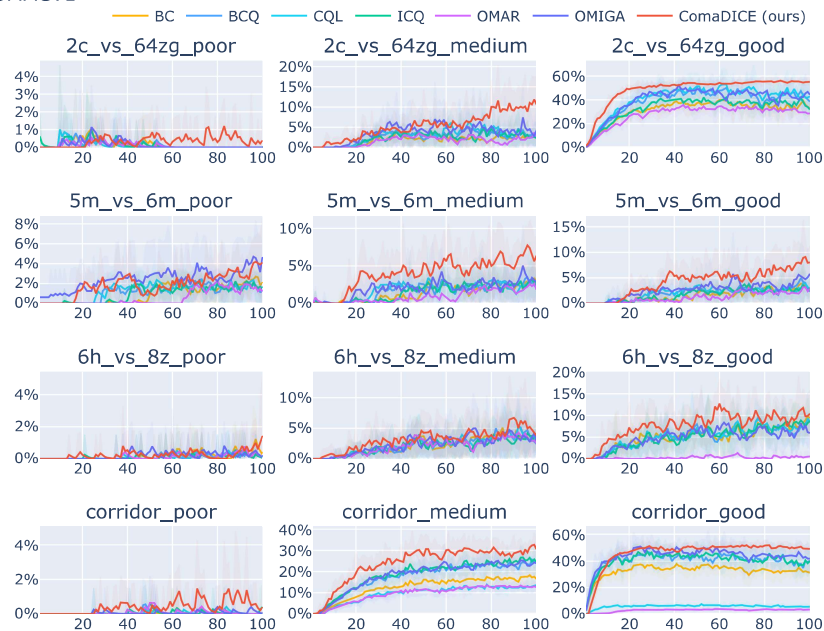 BC BCQ CQL ICQ OMAR OMIGA ComaDICE (ours)
2c_vs_64zg_poor 2c_vs_64zg_medium 2c_vs_64zg_good
4% 3% 2% 1% 0%
20% 15% 10% 5% 0%
60% 40% 20% 0%
20 40 60 80 100 20 40 60 80 100 20 40 60 80 100
5m_vs_6m_poor 5m_vs_6m_medium 5m_vs_6m_good
8% 6% 4% 2% 0%
10% 5% 0%
15% 10% 5% 0%
20 40 60 80 100 20 40 60 80 100 20 40 60 80 100
6h_vs_8z_poor 6h_vs_8z_medium 6h_vs_8z_good
4% 2% 0%
10% 5% 0%
20% 15% 10% 5% 0%
20 40 60 80 100 20 40 60 80 100 20 40 60 80 100
corridor_poor corridor_medium corridor_good
4% 2% 0%
40% 30% 20% 10% 0%
60% 40% 20% 0%
20 40 60 80 100 20 40 60 80 100 20 40 60 80 100